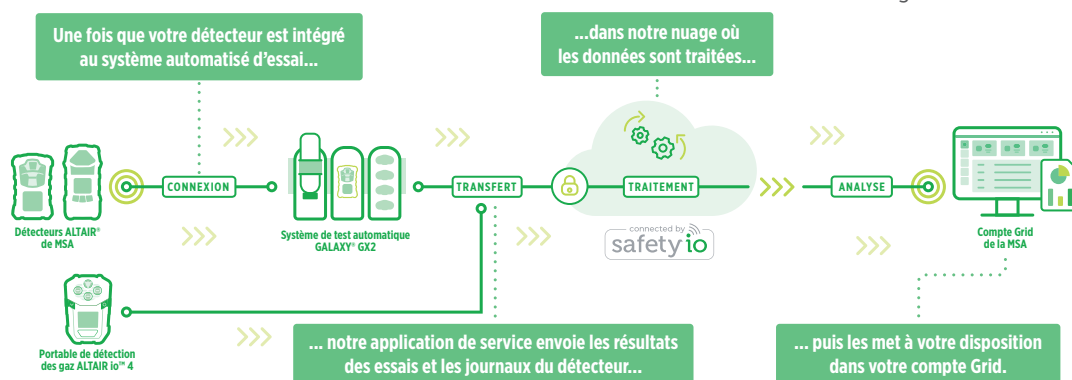 Une fois que votre détecteur est intégré
au système automatisé d'essai...
...dans notre nuage où
les données sont traitées...
CONNEXION
TRANSFERT
TRAITEMENT
ANALYSE
Détecteurs ALTAIR®
de MSA
Système de test automatique
GALAXY® GX2
connected by
safety io
Compte Grid
de la MSA
Portable de détection
des gaz ALTAIR io™ 4
... notre application de service envoie les résultats
des essais et les journaux du détecteur...
... puis les met à votre disposition
dans votre compte Grid.